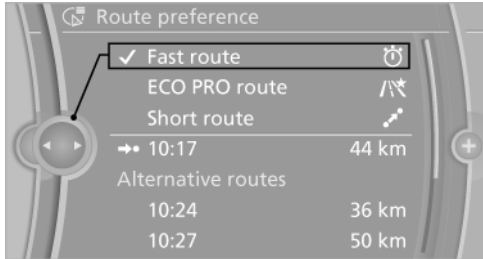 Route preference
Fast route
ECO PRO route
Short route
10:17 44 km
Alternative routes
10:24 36 km
10:27 50 km